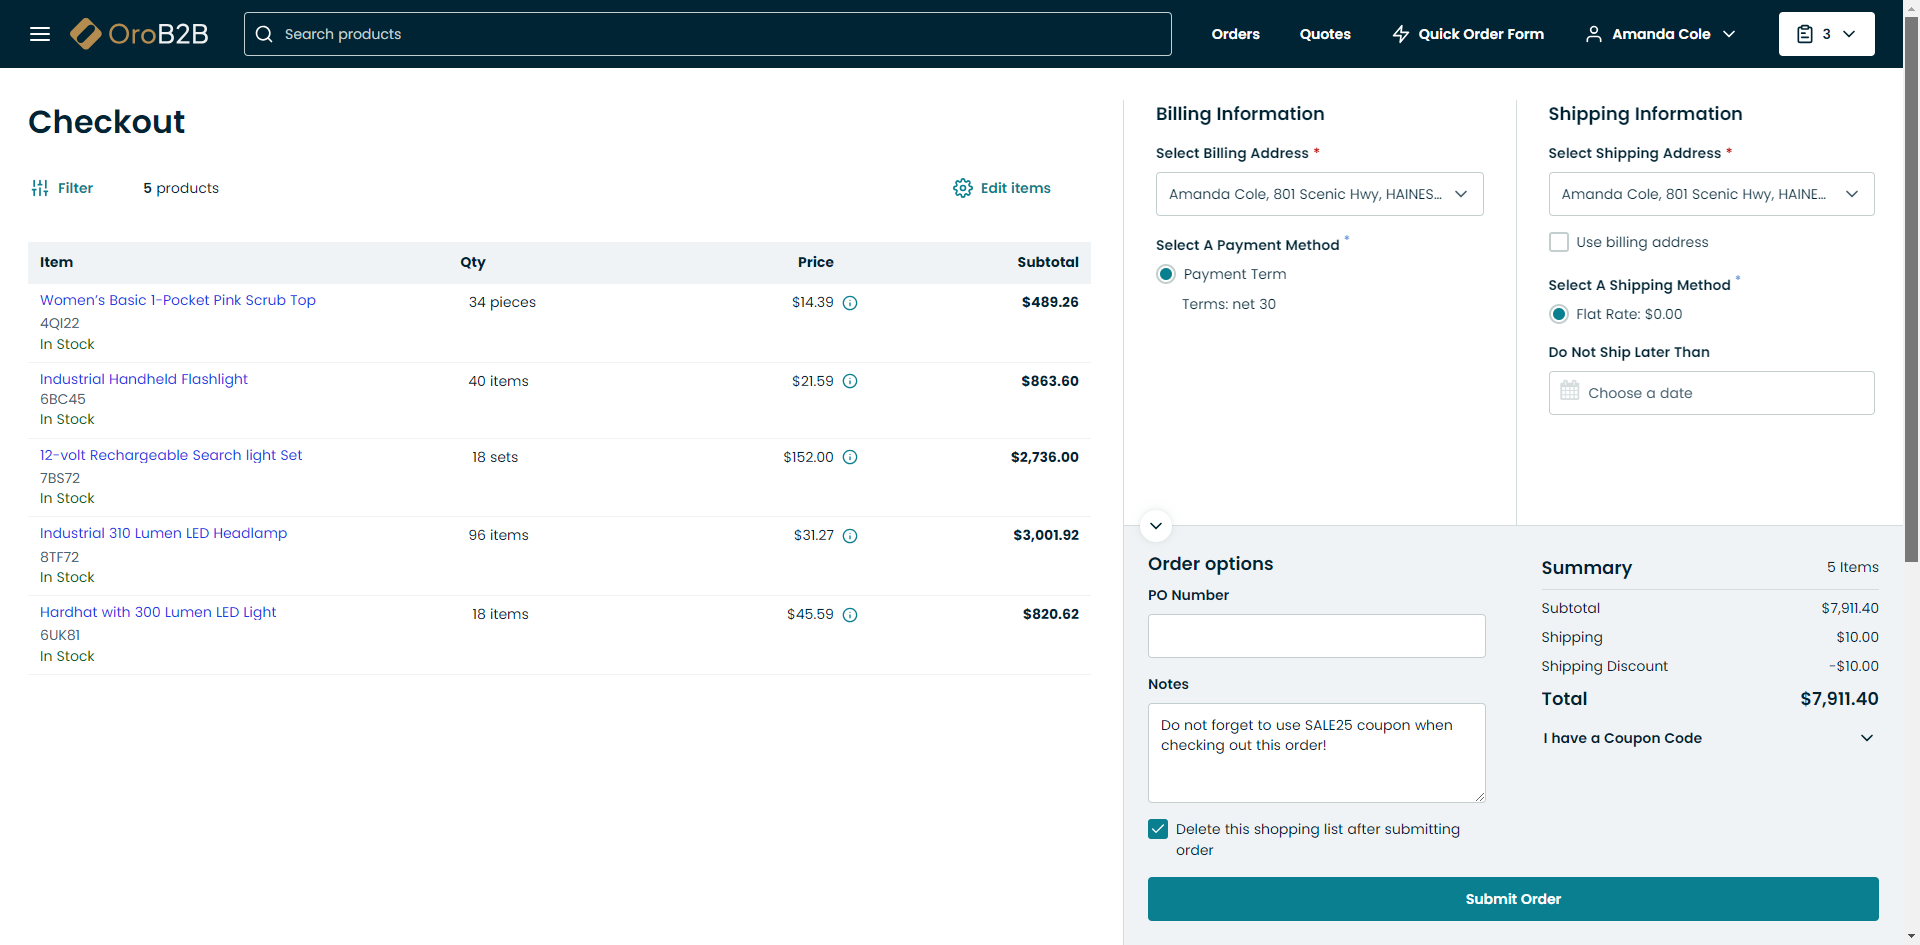 OroB2B
Search products
Orders
Quotes
Quick Order Form
Amanda Cole
3
Checkout
Filter
5 products
Edit items
Item Qty Price Subtotal
Women's Basic 1-Pocket Pink Scrub Top 34 pieces $14.39 $489.26
4QI22
In Stock
Industrial Handheld Flashlight 40 items $21.59 $863.60
6BC45
In Stock
12-volt Rechargeable Search light Set 18 sets $152.00 $2,736.00
7BS72
In Stock
Industrial 310 Lumen LED Headlamp 96 items $31.27 $3,001.92
8TF72
In Stock
Hardhat with 300 Lumen LED Light 18 items $45.59 $820.62
6UK81
In Stock
Billing Information
Select Billing Address *
Amanda Cole, 801 Scenic Hwy, HAINES...
Select A Payment Method *
Payment Term
Terms: net 30
Shipping Information
Select Shipping Address *
Amanda Cole, 801 Scenic Hwy, HAINE...
Use billing address
Select A Shipping Method *
Flat Rate: $0.00
Do Not Ship Later Than
Choose a date
Order options
PO Number
Notes
Do not forget to use SALE25 coupon when
checking out this order!
Delete this shopping list after submitting
order
Summary 5 Items
Subtotal $7,911.40
Shipping $10.00
Shipping Discount -$10.00
Total $7,911.40
I have a Coupon Code
Submit Order